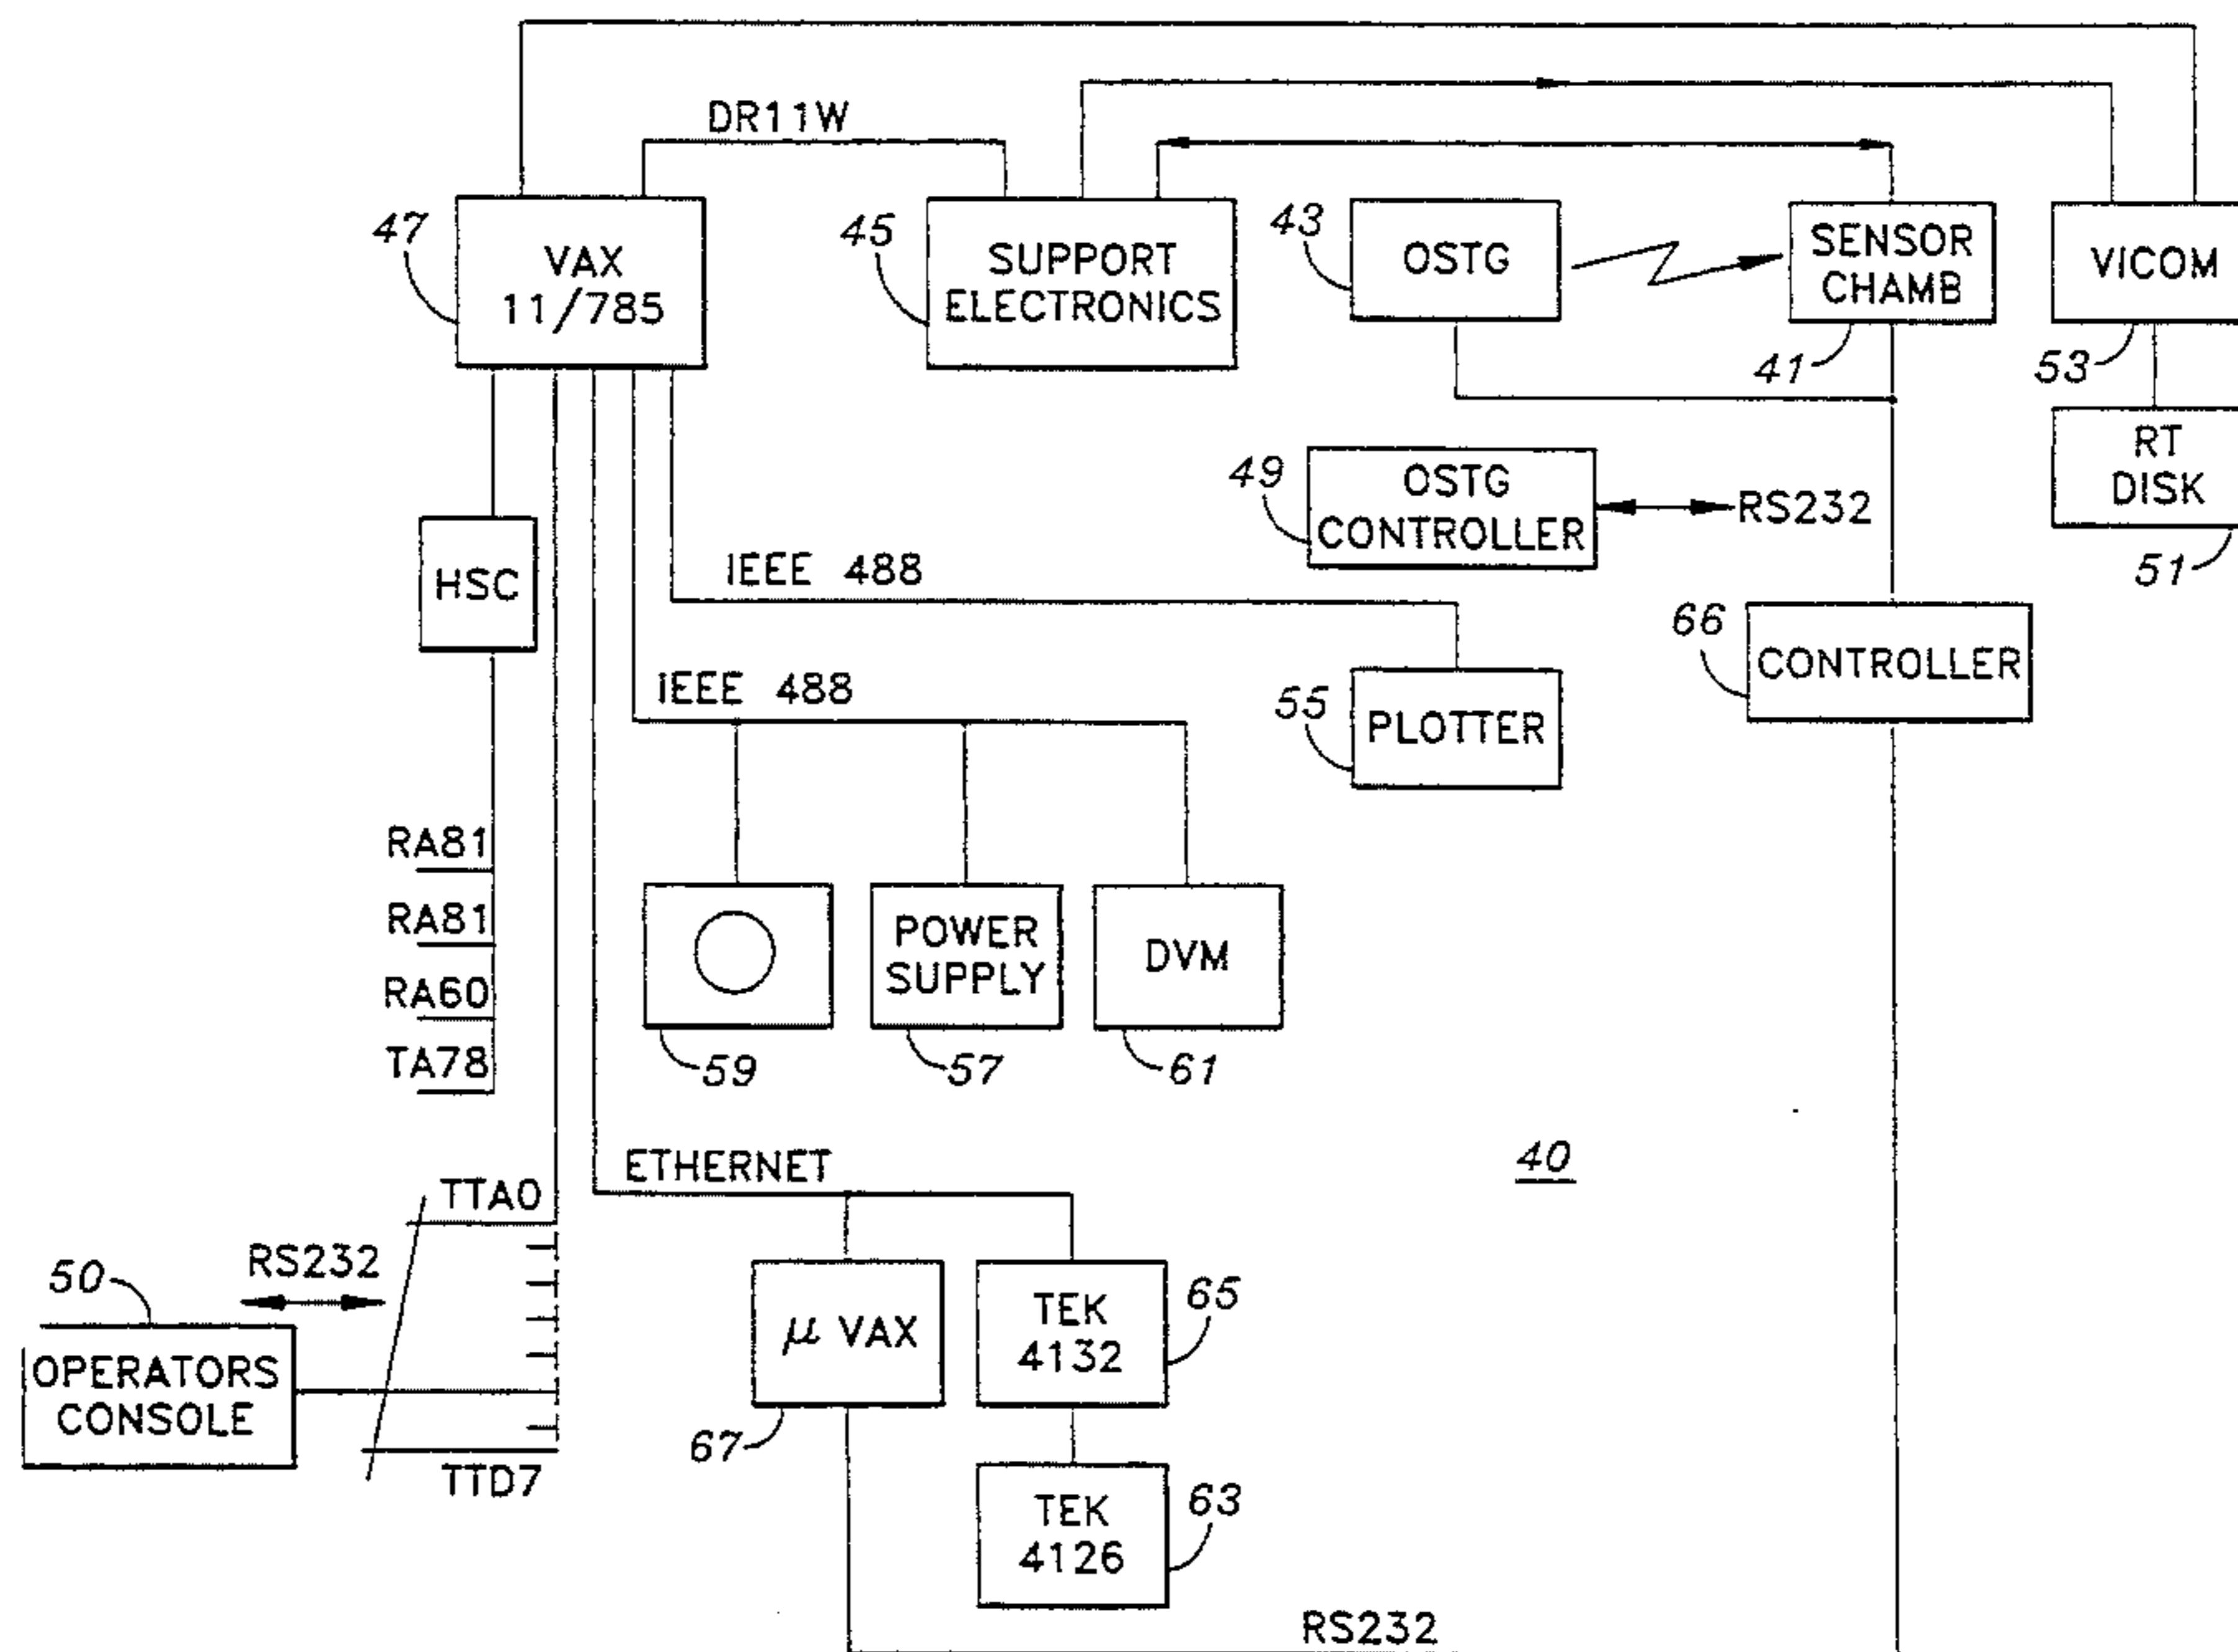 DR11W
47
VAX
11/785
45
SUPPORT
ELECTRONICS
43
OSTG
SENSOR
CHAMB
41
VICOM
53
RT
DISK
51
49
OSTG
CONTROLLER
RS232
HSC
IEEE 488
66
CONTROLLER
IEEE 488
55
PLOTTER
RA81
RA81
RA60
TA78
59
POWER
SUPPLY
57
DVM
61
ETHERNET
40
TTA0
RS232
50
OPERATORS
CONSOLE
TTD7
μ VAX
67
TEK
4132
65
TEK
4126
63
RS232